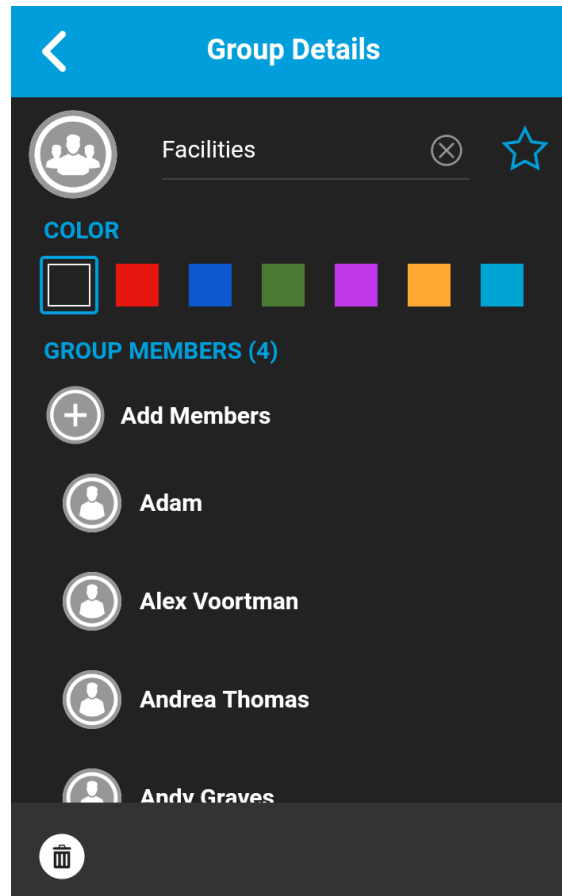 Group Details
Facilities
COLOR
GROUP MEMBERS (4)
Add Members
Adam
Alex Voortman
Andrea Thomas
Andy Graves